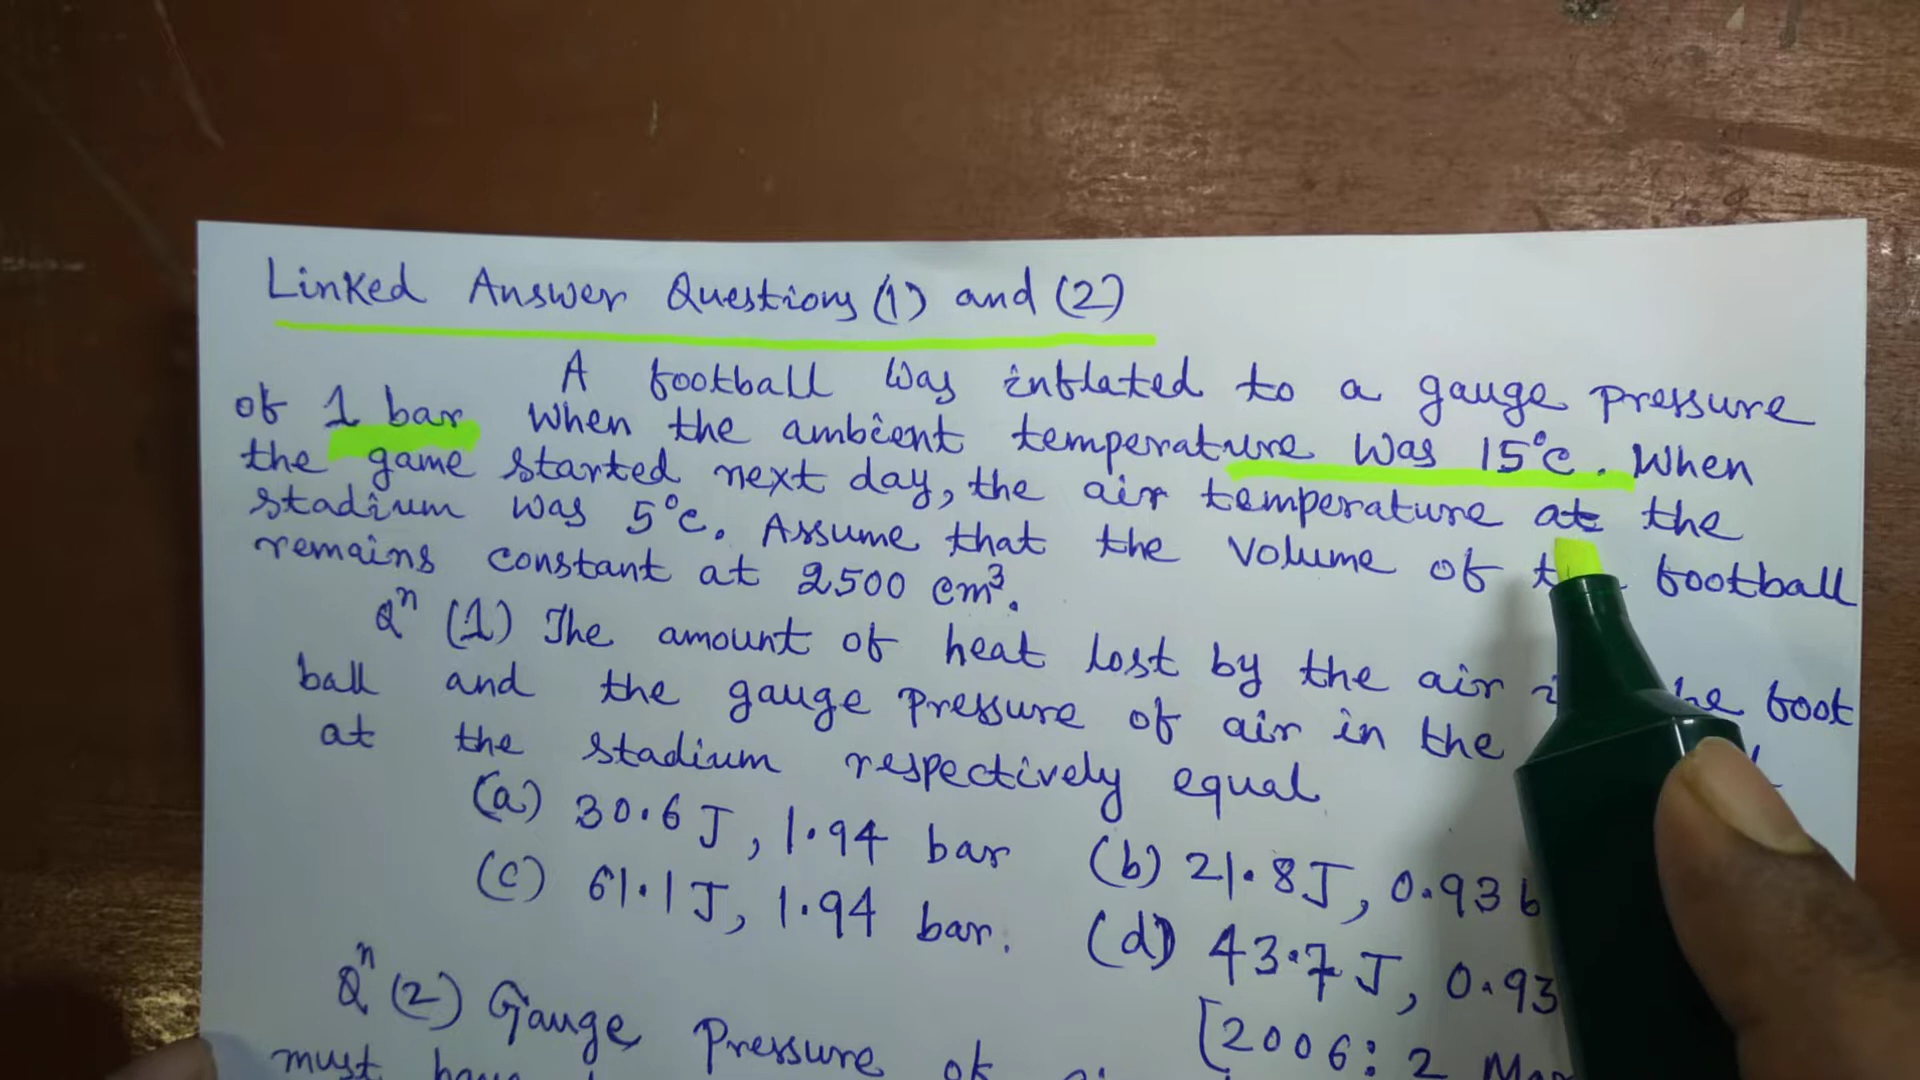 Linked Answer Questions (1) and (2)
A football was inflated to a gauge pressure
of 1 bar when the ambient temperature was 15°C. When
the game started next day, the air temperature at the
stadium was 5°C. Assume that the volume of football
remains constant at 2500 cm³.
Qⁿ (1) The amount of heat lost by the air foot
ball and the gauge pressure of air in the
at the stadium respectively equal
(a) 30.6 J, 1.94 bar (b) 21.8 J, 0.93 b
(c) 61.1 J, 1.94 bar. (d) 43.7 J, 0.93
[2006: 2
Qⁿ (2) Gauge Pressure of
must